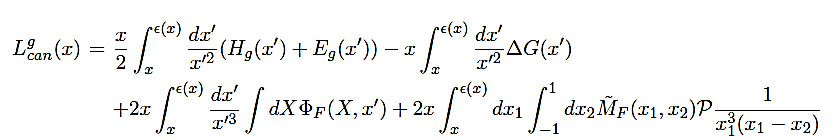 L^g_{can}(x) = \frac{x}{2} \int_x^{\epsilon(x)} \frac{dx'}{x'^2} (H_g(x') + E_g(x')) - x \int_x^{\epsilon(x)} \frac{dx'}{x'^2} \Delta G(x')
+2x \int_x^{\epsilon(x)} \frac{dx'}{x'^3} \int dX \Phi_F(X, x') + 2x \int_x^{\epsilon(x)} dx_1 \int_{-1}^{1} dx_2 \tilde{M}_F(x_1, x_2) \mathcal{P} \frac{1}{x_1^3(x_1 - x_2)}